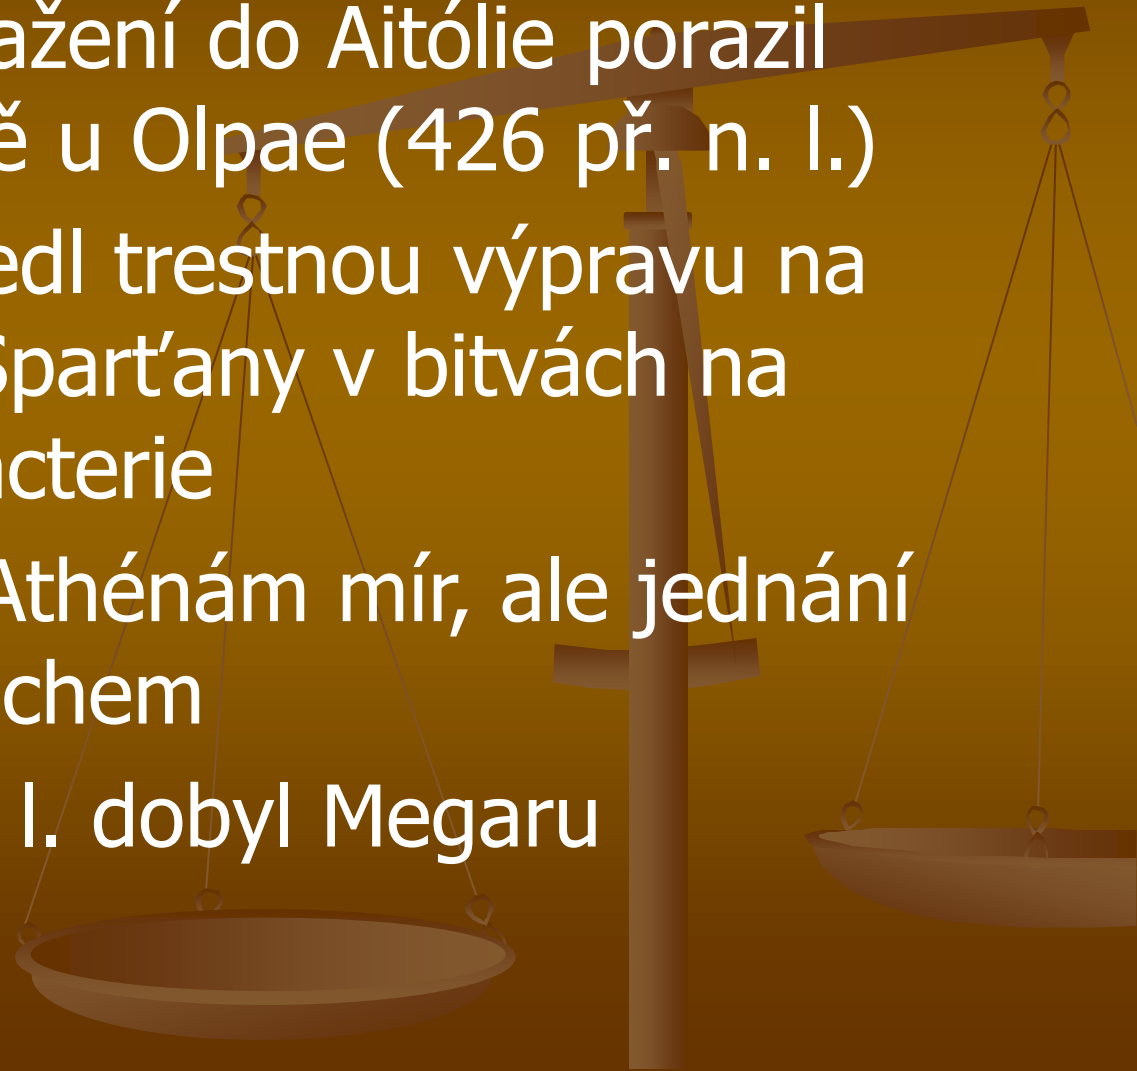 ažení do Aitólie porazil
ě u Olpae (426 př. n. l.)
edl trestnou výpravu na
Sparťany v bitvách na
acterie
Athénám mír, ale jednání
chem
l. dobyl Megaru